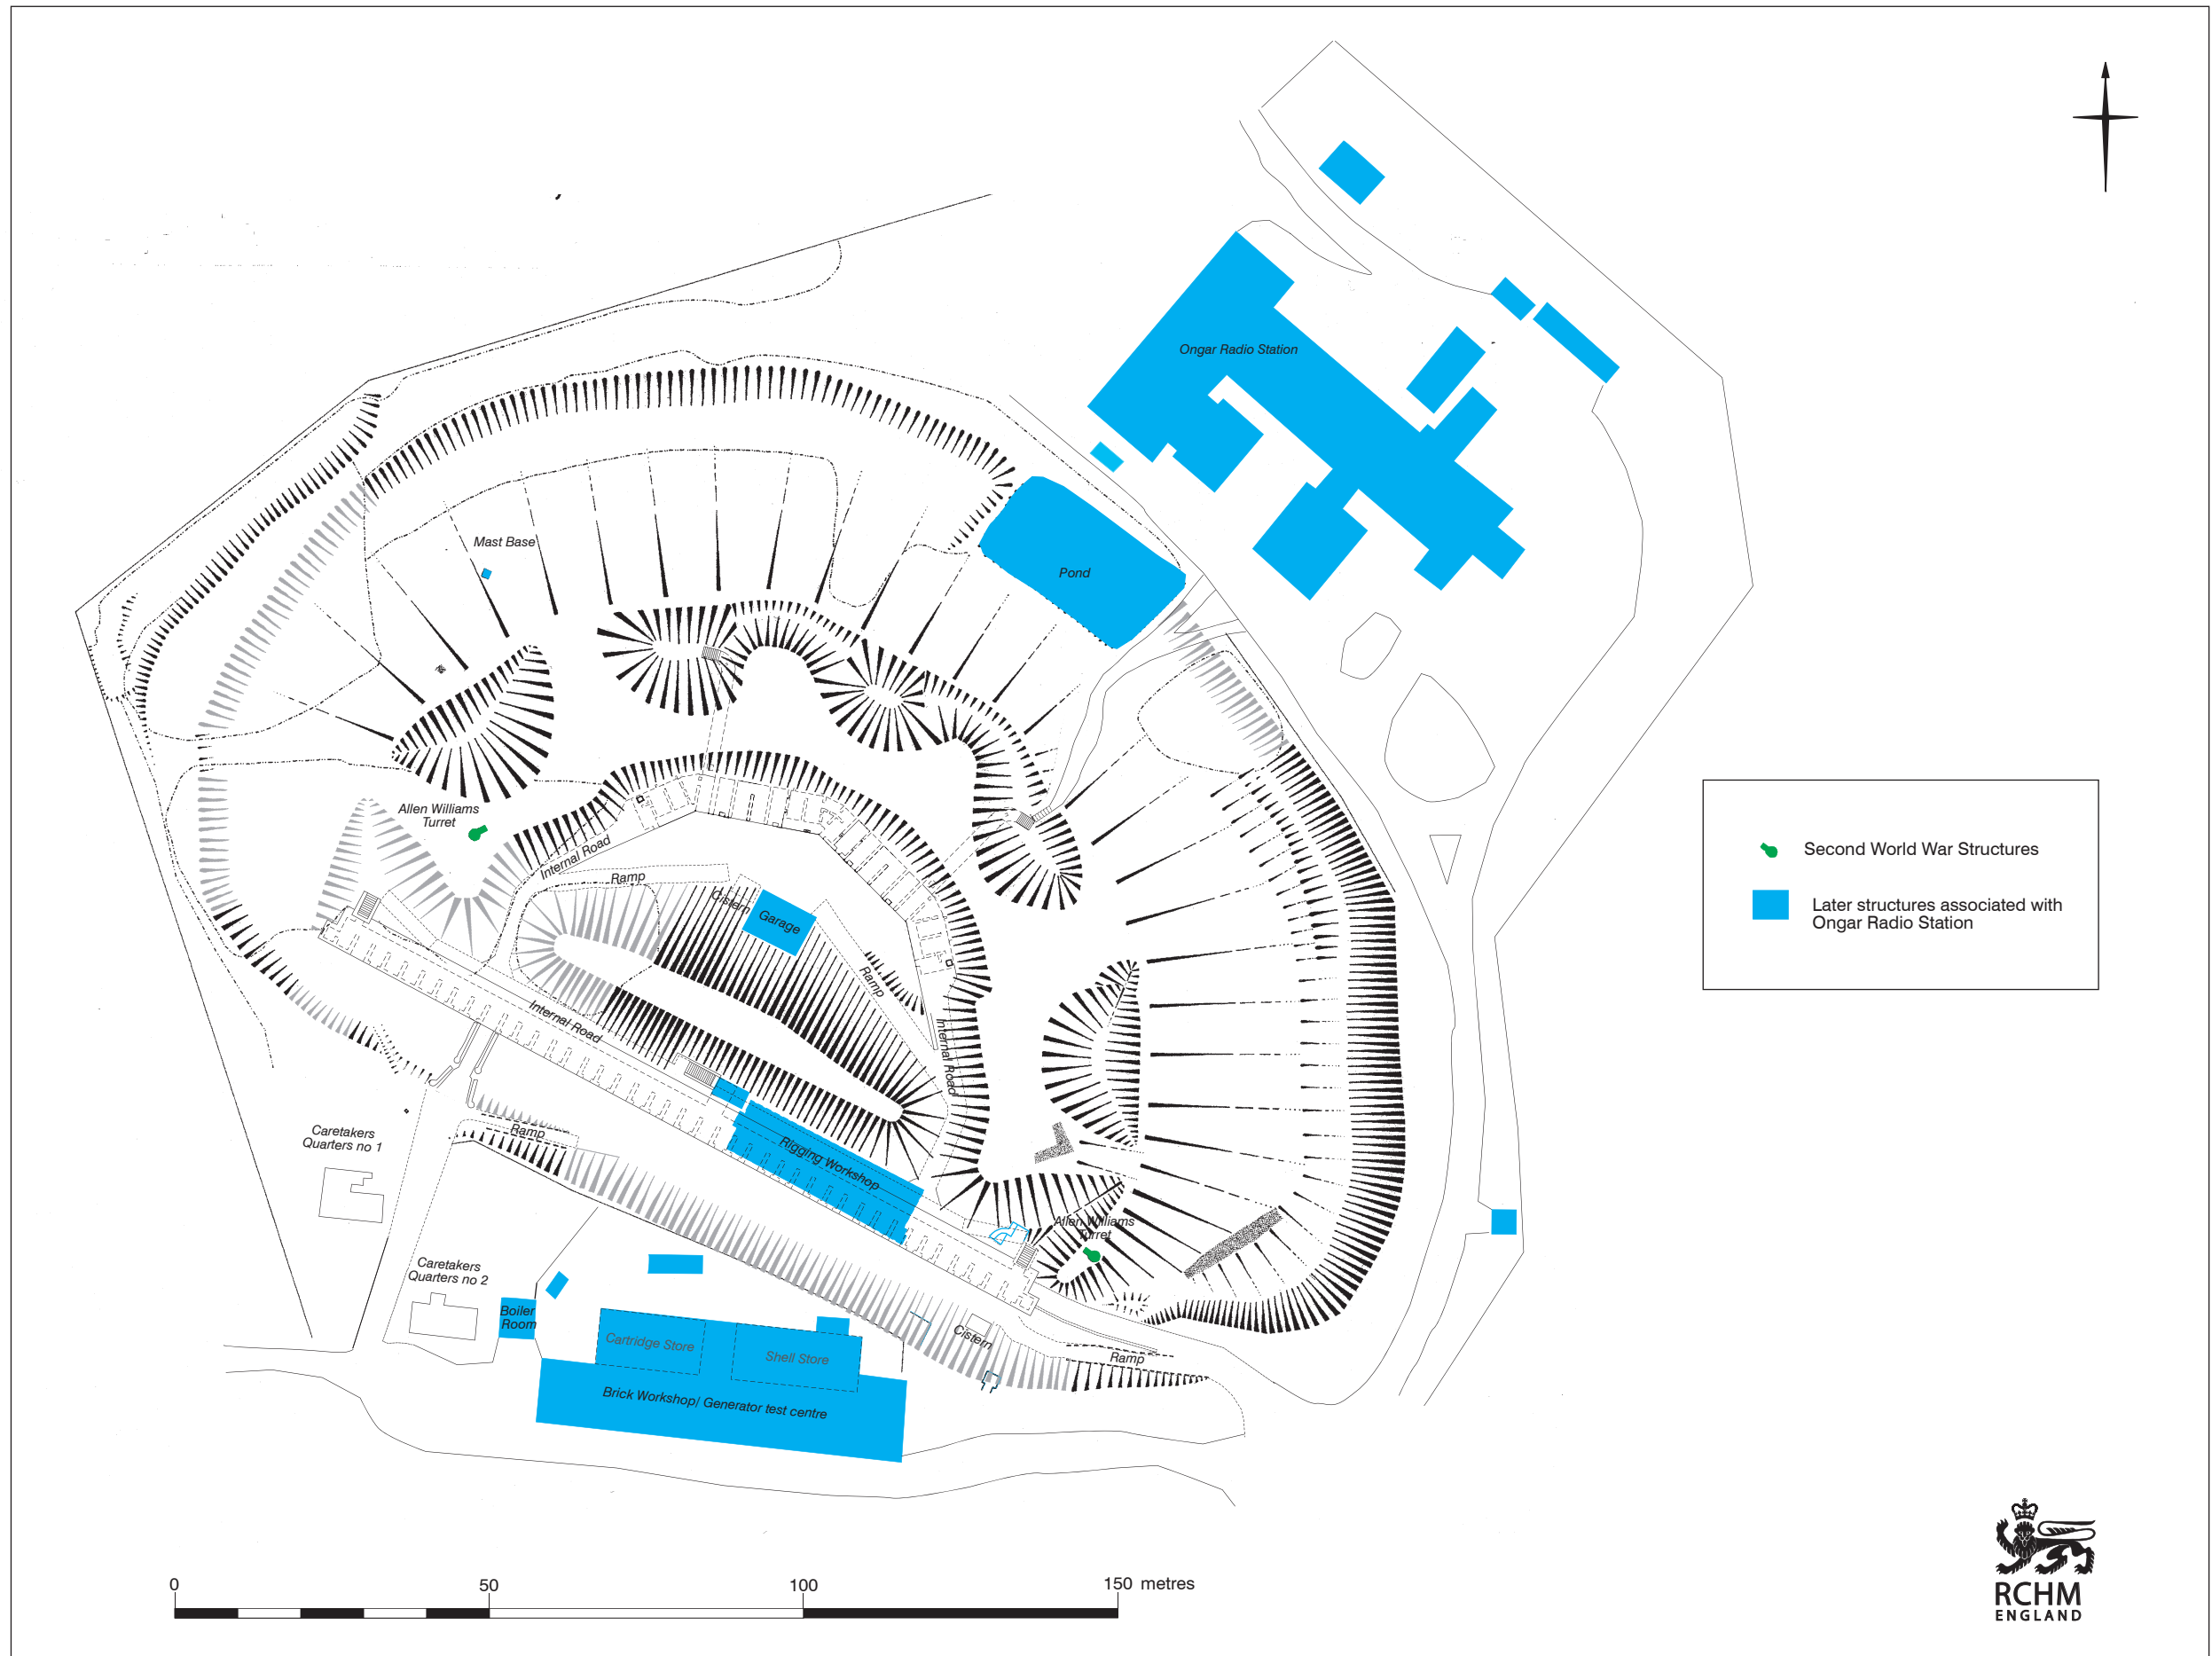 Ongar Radio Station
Mast Base
Pond
Allen Williams
Turret
Internal Road
Ramp
Cistern
Garage
Ramp
Second World War Structures
Later structures associated with
Ongar Radio Station
Internal Road
Internal Road
Caretakers
Quarters no 1
Ramp
Rigging Workshop
Allen Williams
Turret
Caretakers
Quarters no 2
Boiler
Room
Cartridge Store
Shell Store
Cistern
Ramp
Brick Workshop/ Generator test centre
0 50 100 150 metres
RCHM
ENGLAND